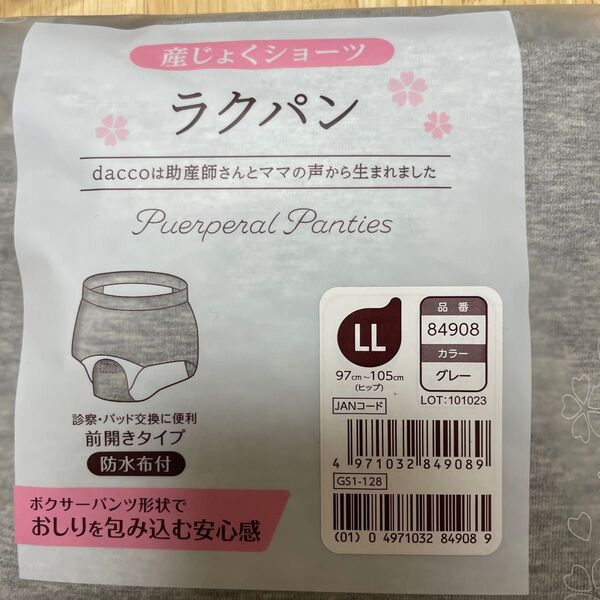 産じょくショーツ
ラクパン
daccoは助産師さんとママの声から生まれました
Puerperal Panties
診察・パッド交換に便利
前開きタイプ
防水布付
ボクサーパンツ形状で
おしりを包み込む安心感
LL
97cm~105cm
(ヒップ)
品番
84908
カラー
グレー
LOT:101023
JANコード
4 971032 849089
GS1-128
(01) 0 4971032 84908 9